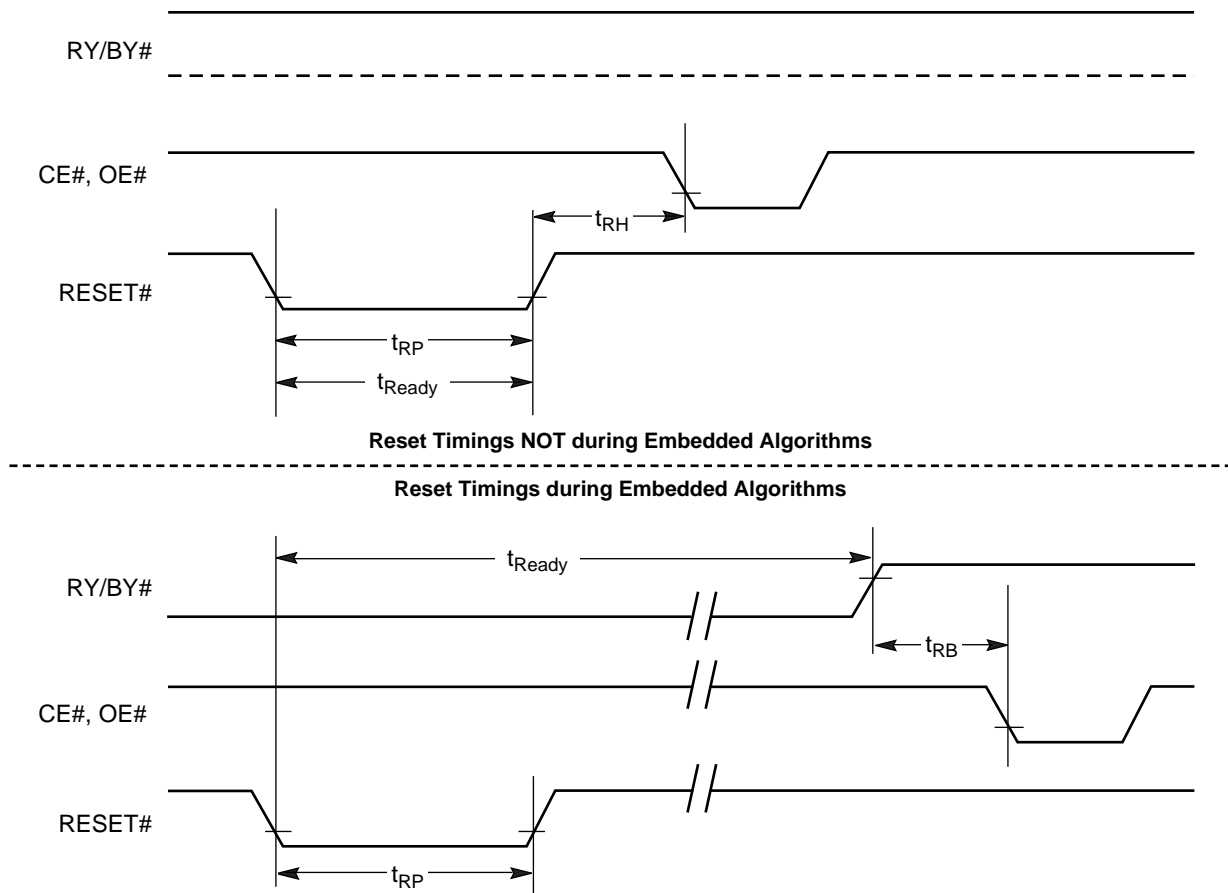 RY/BY#
CE#, OE#
tRH
RESET#
tRP
tReady
Reset Timings NOT during Embedded Algorithms
Reset Timings during Embedded Algorithms
tReady
RY/BY#
tRB
CE#, OE#
RESET#
tRP